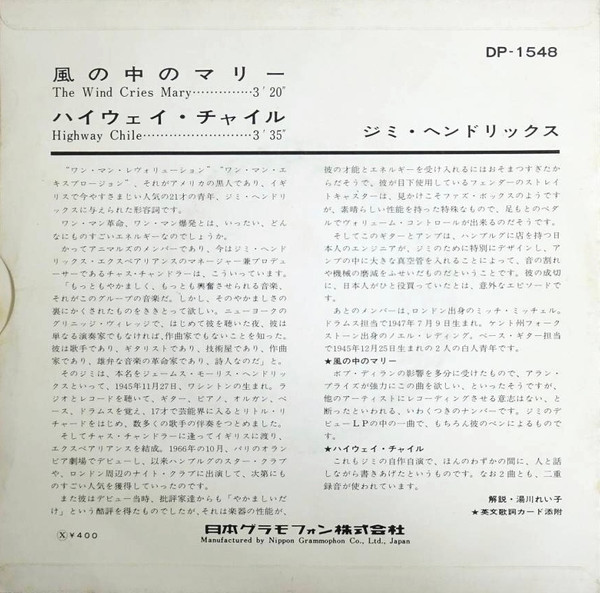 DP-1548
風の中のマリー
The Wind Cries Mary··············3′20″
ハイウェイ・チャイル
Highway Chile························3′35″
ジミ・ヘンドリックス
“ワン・マン・レヴォリューション”“ワン・マン・エ
キスプロージョン”、それがアメリカの黒人であり、イギ
リスで今やすさまじい人気の21才の青年、ジミ・ヘンドリ
ックスに与えられた形容詞です。
ワン・マン革命、ワン・マン爆発とは、いったい、どん
なにものすごいエネルギーなのでしょうか。
かってアニマルズのメンバーであり、今はジミ・ヘンド
リックス・エクスペアリアンスのマネージャー兼プロデュ
ーサーであるチャス・チャンドラーは、こういっています。
「もっともやかましく、もっとも興奮させられる音楽、
それがこのグループの音楽だ。しかし、そのやかましさの
裏にかくされたものをききとって欲しい。ニューヨークの
グリニッジ・ヴィレッジで、はじめて彼を聴いた夜、彼は
単なる演奏家でもなければ、作曲家でもないことを知った。
彼は歌手であり、ギタリストであり、技術屋であり、作曲
家であり、雄弁な音楽の革命家であり、詩人なのだ」と。
そのジミは、本名をジェームス・モーリス・ヘンドリッ
クスといって、1945年11月27日、ワシントンの生まれ。ラ
ジオとレコードを聴いて、ギター、ピアノ、オルガン、ベ
ース、ドラムスを覚え、17才で芸能界に入るとリトル・リ
チャードをはじめ、数多くの歌手の伴奏をつとめました。
そしてチャス・チャンドラーに逢ってイギリスに渡り、
エクスペアリアンスを結成。1966年の10月、パリのオラン
ピア劇場でデビューし、以来ハンブルグのスター・クラブ
や、ロンドン周辺のナイト・クラブに出演して、次第にも
のすごい人気を獲得していったのです。
また彼はデビュー当時、批評家達からも「やかましいだ
け」という酷評を得たものでしたが、それは楽器の性能が、
彼の才能とエネルギーを受け入れるにはおそまつすぎたか
らだそうで、彼が目下使用しているフェンダーのストレイ
トキャスターは、見かけこそファズ・ボックスのようです
が、素晴らしい性能を持った特殊なもので、足もとのペダ
ルでヴォリューム・コントロールが出来るのだそうです。
そしてこのギターとアンプは、ハンブルグに店を持つ日
本人のエンジニアが、ジミのために特別にデザインし、ア
ンプの中に大きな真空管を入れることによって、音の割れ
や機械の磨滅をふせいだものだということです。彼の成功
に、日本人がひと役買っていたとは、意外なエピソードで
す。
あとのメンバーは、ロンドン出身のミッチ・ミッチェル。
ドラムス担当で1947年7月9日生まれ。ケント州フォーク
ストーン出身のノエル・レディング。ベース・ギター担当
で1945年12月25日生まれの2人の白人青年です。
★風の中のマリー
ボブ・ディランの影響を多分に受けたもので、アラン・
プライズが強力にこの曲を欲しい、といったそうですが、
他のアーティストにレコーディングさせる意志はない、と
断ったといわれる、いわくつきのナンバーです。ジミのデ
ビューLPの中の一曲で、もちろん彼のペンによるもので
す。
★ハイウェイ・チャイル
これもジミの自作自演で、ほんのわずかの間に、人と話
しながら書きあげたというものです。なお2曲とも、二重
録音が使われています。
解説・湯川れい子
★英文歌詞カード添附
Ⓧ¥400
日本グラモフォン株式会社
Manufactured by Nippon Grammophon Co., Ltd., Japan